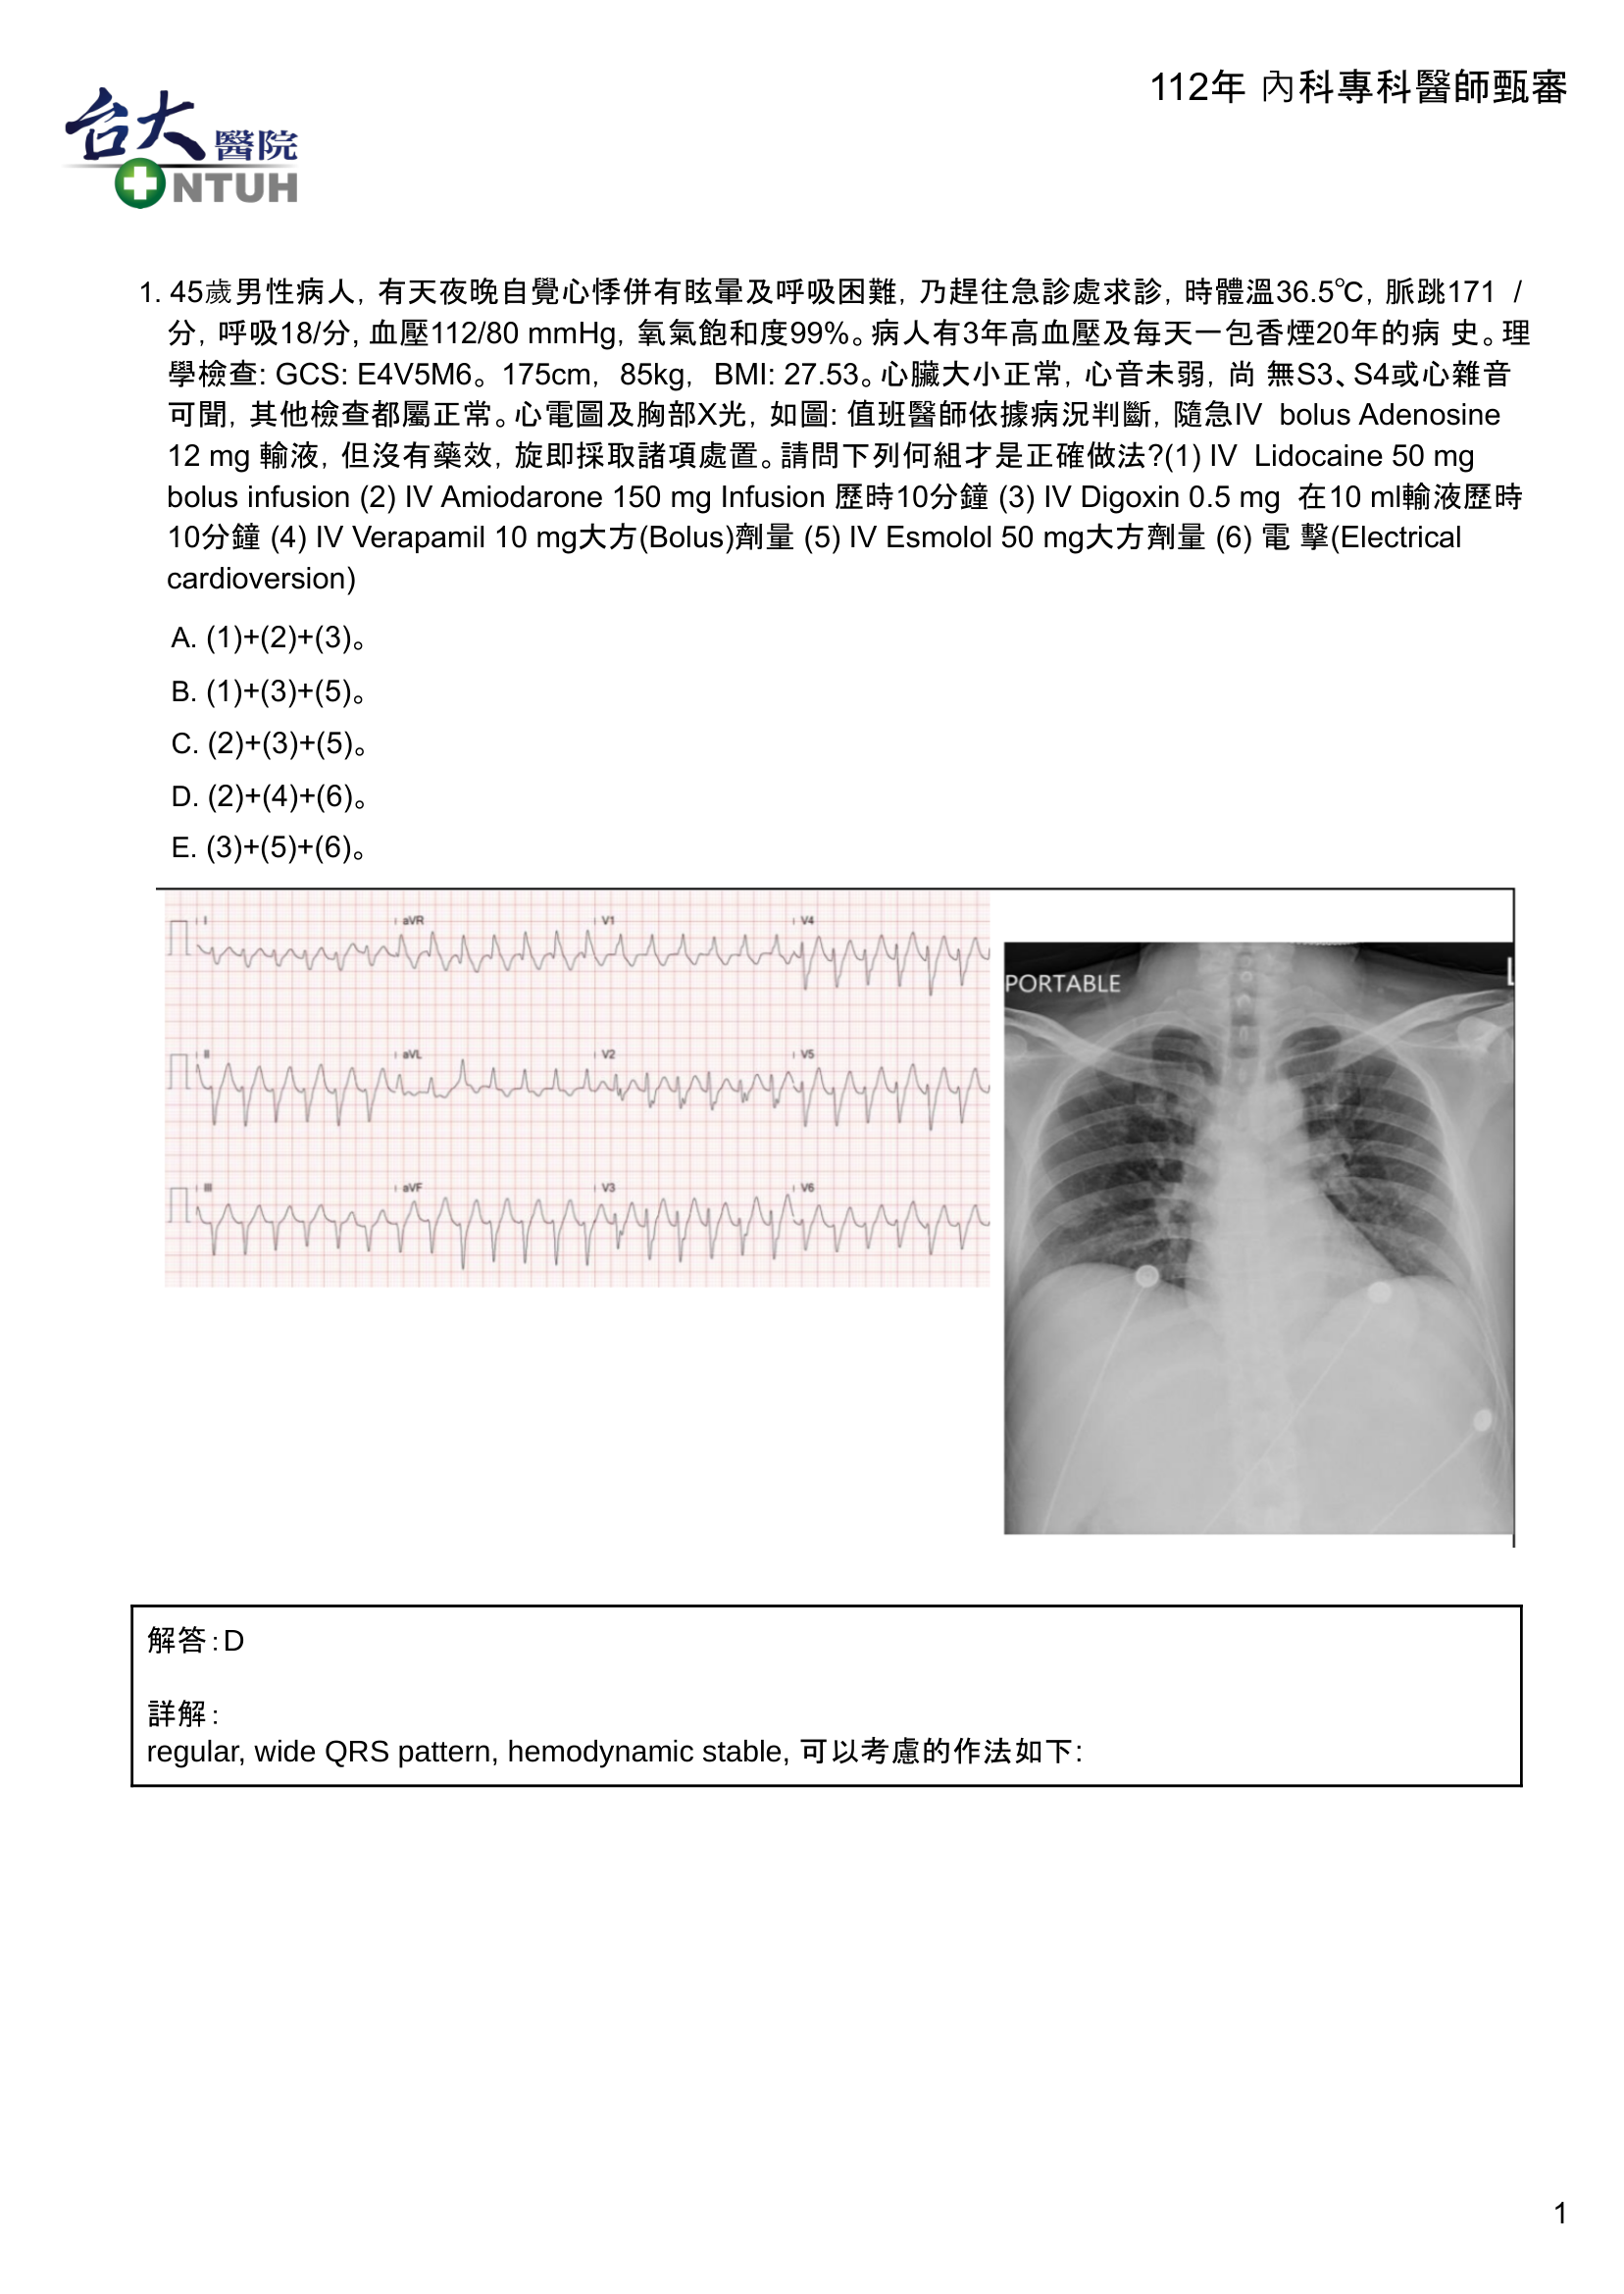 112年 內科專科醫師甄審
台大醫院
NTUH
1. 45歲男性病人, 有天夜晚自覺心悸併有眩暈及呼吸困難, 乃趕往急診處求診, 時體溫36.5℃, 脈跳171 /
分, 呼吸18/分, 血壓112/80 mmHg, 氧氣飽和度99%。病人有3年高血壓及每天一包香煙20年的病 史。理
學檢查: GCS: E4V5M6。 175cm, 85kg, BMI: 27.53。心臟大小正常, 心音未弱, 尚 無S3、S4或心雜音
可聞, 其他檢查都屬正常。心電圖及胸部X光, 如圖: 值班醫師依據病況判斷, 隨急IV bolus Adenosine
12 mg 輸液, 但沒有藥效, 旋即採取諸項處置。請問下列何組才是正確做法?(1) IV Lidocaine 50 mg
bolus infusion (2) IV Amiodarone 150 mg Infusion 歷時10分鐘 (3) IV Digoxin 0.5 mg 在10 ml輸液歷時
10分鐘 (4) IV Verapamil 10 mg大方(Bolus)劑量 (5) IV Esmolol 50 mg大方劑量 (6) 電 擊(Electrical
cardioversion)
A. (1)+(2)+(3)。
B. (1)+(3)+(5)。
C. (2)+(3)+(5)。
D. (2)+(4)+(6)。
E. (3)+(5)+(6)。
I aVR V1 V4
II aVL V2 V5
III aVF V3 V6
PORTABLE
L
解答:D
詳解:
regular, wide QRS pattern, hemodynamic stable, 可以考慮的作法如下:
1